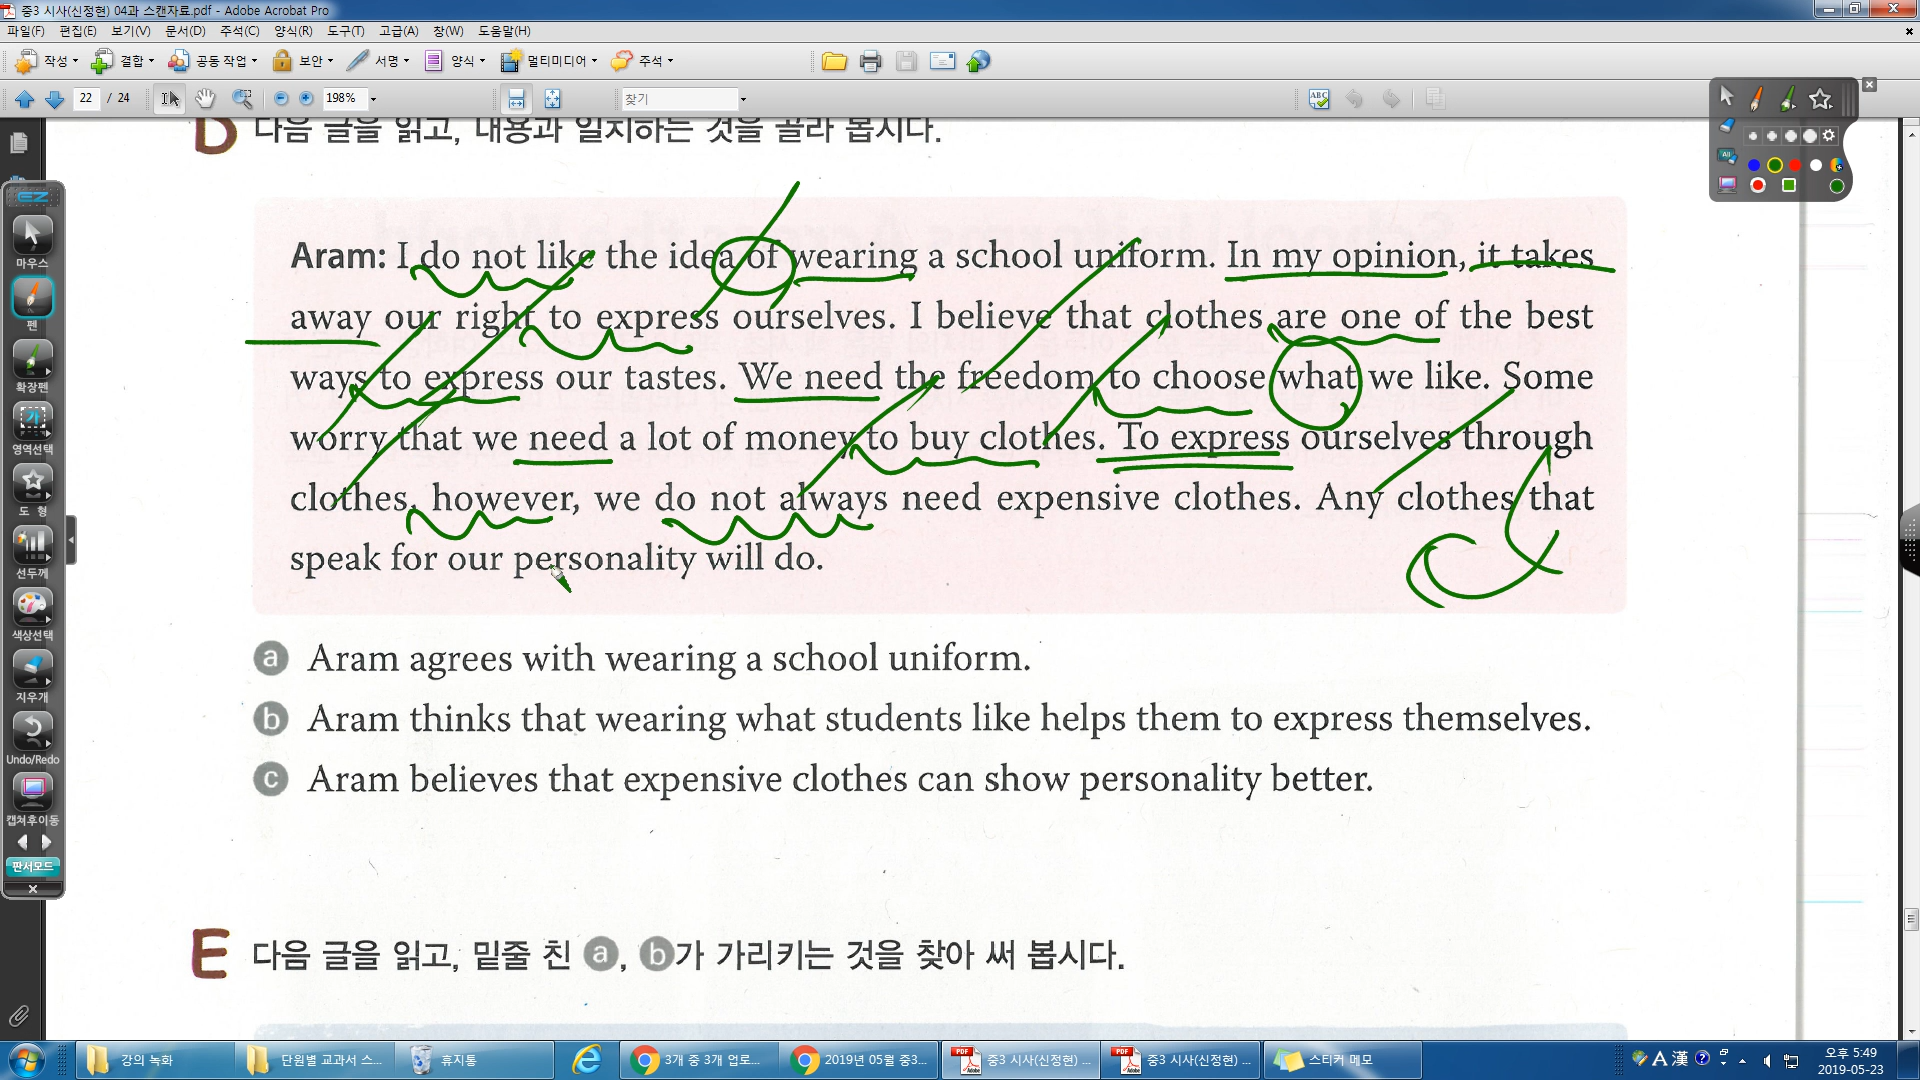 중3 시사(신정현) 04과 스캔자료.pdf - Adobe Acrobat Pro
파일(F) 편집(E) 보기(V) 문서(D) 주석(C) 양식(R) 도구(T) 고급(A) 창(W) 도움말(H)
작성 결합 공동 작업 보안 서명 양식 멀티미디어 주석
22 / 24 198% 찾기
D 다음 글을 읽고, 내용과 일치하는 것을 골라 봅시다.
Aram: I do not like the idea of wearing a school uniform. In my opinion, it takes
away our right to express ourselves. I believe that clothes are one of the best
ways to express our tastes. We need the freedom to choose what we like. Some
worry that we need a lot of money to buy clothes. To express ourselves through
clothes, however, we do not always need expensive clothes. Any clothes that
speak for our personality will do.
a Aram agrees with wearing a school uniform.
b Aram thinks that wearing what students like helps them to express themselves.
c Aram believes that expensive clothes can show personality better.
E 다음 글을 읽고, 밑줄 친 a, b가 가리키는 것을 찾아 써 봅시다.
EZ
마우스
펜
확장펜
영역선택
도 형
선두께
색상선택
지우개
Undo/Redo
캡쳐후이동
판서모드
강의 녹화 단원별 교과서 스... 휴지통 3개 중 3개 업로... 2019년 05월 중3... 중3 시사(신정현) ... 중3 시사(신정현) ... 스티커 메모 A 漢 오후 5:49
2019-05-23